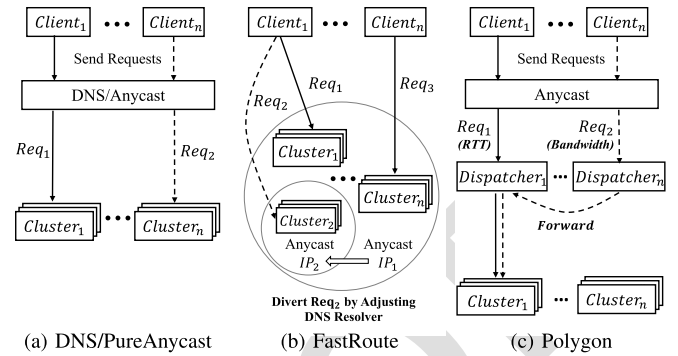 Client₁ ••• Clientₙ
Send Requests
DNS/Anycast
Req₁
Req₂
Cluster₁ ••• Clusterₙ
(a) DNS/PureAnycast
Client₁ ••• Clientₙ
Req₁
Req₂
Req₃
Cluster₁
•••
Clusterₙ
Cluster₂
Anycast Anycast
IP₂ IP₁
Divert Req₂ by Adjusting
DNS Resolver
(b) FastRoute
Client₁ ••• Clientₙ
Send Requests
Anycast
Req₁ Req₂
(RTT) (Bandwidth)
Dispatcher₁ ••• Dispatcherₙ
Forward
Cluster₁ ••• Clusterₙ
(c) Polygon